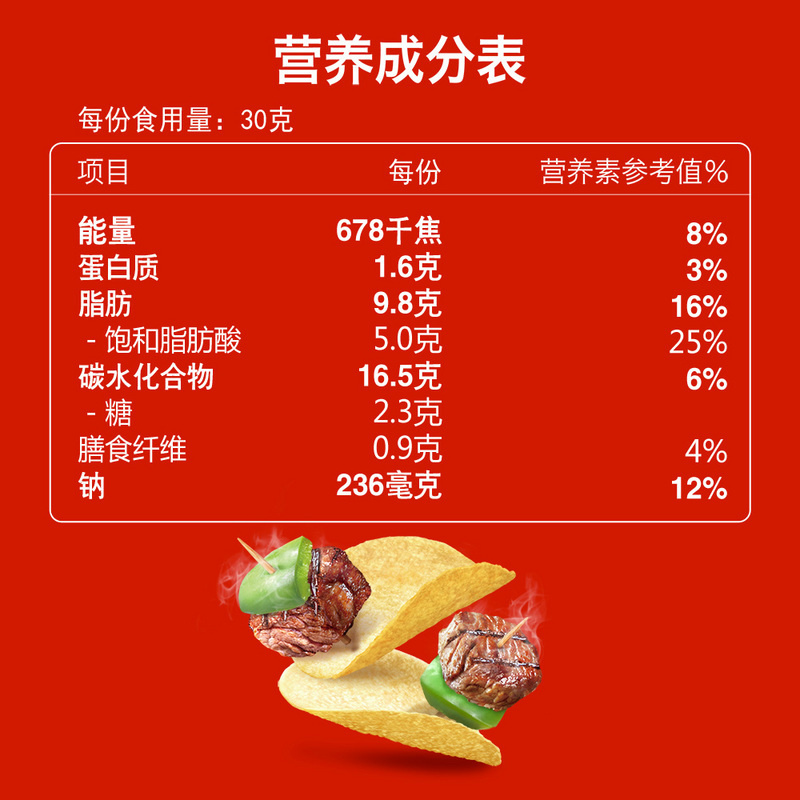 营养成分表
每份食用量：30克
项目 每份 营养素参考值%
能量 678千焦 8%
蛋白质 1.6克 3%
脂肪 9.8克 16%
- 饱和脂肪酸 5.0克 25%
碳水化合物 16.5克 6%
- 糖 2.3克
膳食纤维 0.9克 4%
钠 236毫克 12%